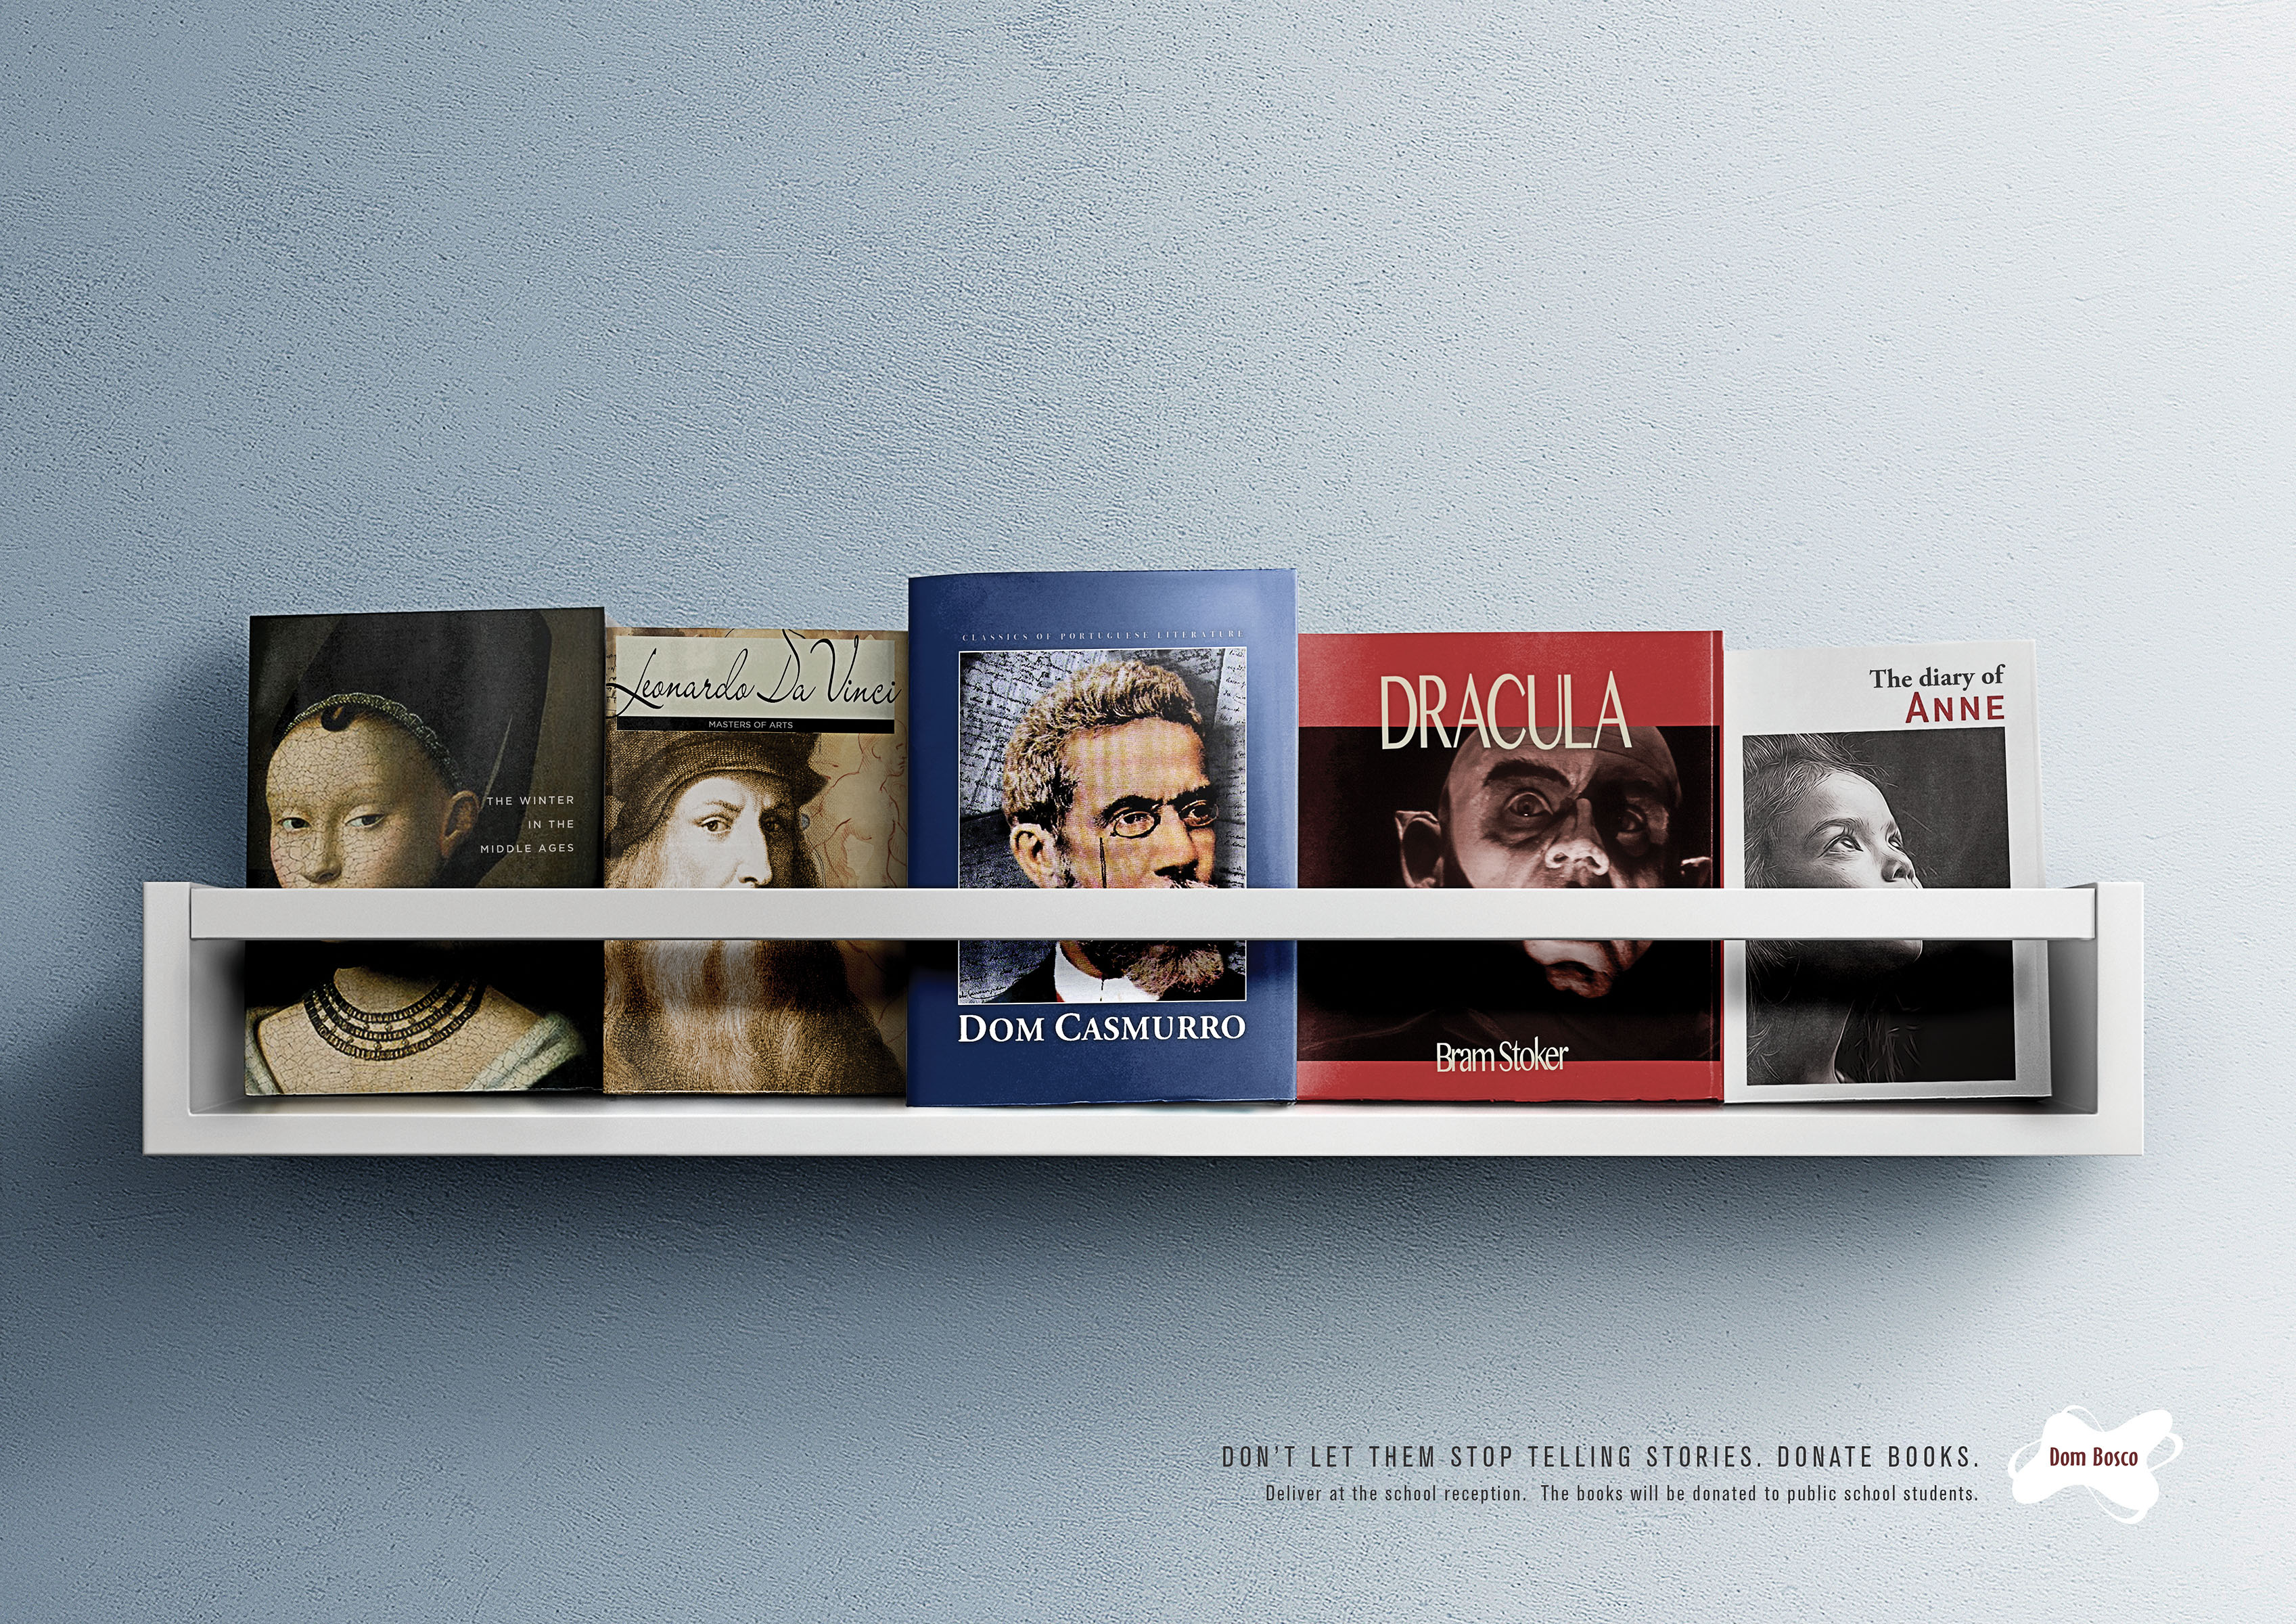 THE WINTER
IN THE
MIDDLE AGES
Leonardo Da Vinci
MASTERS OF ARTS
CLASSICS OF PORTUGUESE LITERATURE
DOM CASMURRO
DRACULA
Bram Stoker
The diary of
ANNE
DON'T LET THEM STOP TELLING STORIES. DONATE BOOKS.
Deliver at the school reception. The books will be donated to public school students.
Dom Bosco